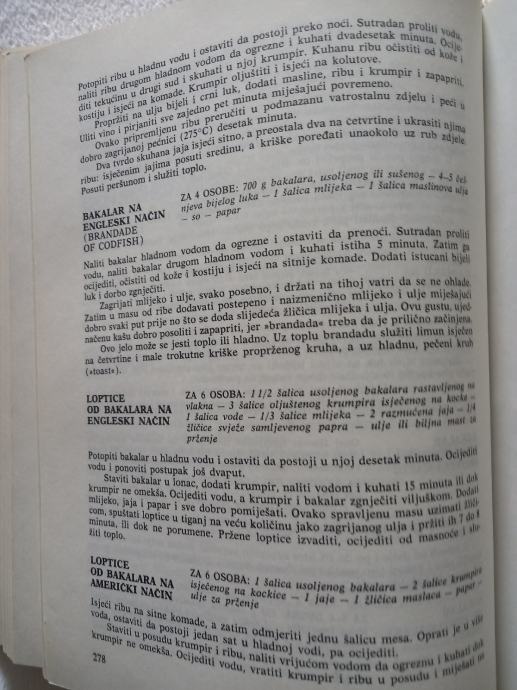 Potopiti ribu u hladnu vodu i ostaviti da postoji preko noći. Sutradan proliti vodu,
naliti ribu drugom hladnom vodom da ogrezne i kuhati dvadesetak minuta. Ocije-
diti tekućinu u drugi sud i skuhati u njoj krumpir. Kuhanu ribu očistiti od kože i
kostiju i isjeći na komade. Krumpir oljuštiti i isjeći na kolutove.
Propržiti na ulju bijeli i crni luk, dodati masline, ribu i krumpir i zapapriti.
Uliti vino i pirjaniti sve zajedno pet minuta miješajući povremeno.
Ovako pripremljenu ribu preručiti u podmazanu vatrostalnu zdjelu i peći u
dobro zagrijanoj pećnici (275°C) desetak minuta.
Dva tvrdo skuhana jaja isjeći sitno, a preostala dva na četvrtine i ukrasiti njima
ribu: isječenim jajima posuti sredinu, a kriške poređati unaokolo uz rub zdjele.
Posuti peršunom i služiti toplo.
BAKALAR NA
ENGLESKI NAČIN
(BRANDADE
OF CODFISH)
ZA 4 OSOBE: 700 g bakalara, usoljenog ili sušenog – 4–5 češ-
njeva bijelog luka – 1 šalica mlijeka – 1 šalica maslinova ulja
– so – papar
Naliti bakalar hladnom vodom da ogrezne i ostaviti da prenoći. Sutradan proliti
vodu, naliti bakalar drugom hladnom vodom i kuhati istiha 5 minuta. Zatim ga
ocijediti, očistiti od kože i kostiju i isjeći na sitnije komade. Dodati istucani bijeli
luk i dorbo zgnječiti.
Zagrijati mlijeko i ulje, svako posebno, i držati na tihoj vatri da se ne ohlade.
Zatim u masu od ribe dodavati postepeno i naizmenično mlijeko i ulje miješajući
dobro svaki put prije no što se doda slijedeća žličica mlijeka i ulja. Ovu gustu, ujed-
načenu kašu dobro posoliti i zapapriti, jer »brandada« treba da je prilično začinjena.
Ovo jelo može se jesti toplo ili hladno. Uz toplu brandadu služiti limun isječen
na četvrtine i male trokutne kriške proprženog kruha, a uz hladnu, pečeni kruh
(»toast«).
LOPTICE
OD BAKALARA NA
ENGLESKI NAČIN
ZA 6 OSOBA: 1 1/2 šalica usoljenog bakalara rastavljenog na
vlakna – 3 šalice oljuštenog krumpira isječenog na kocke –
1 šalica vode – 1/3 šalice mlijeka – 2 razmućena jaja – 1/4
žličice svježe samljevenog papra – ulje ili biljna mast za
prženje
Potopiti bakalar u hladnu vodu i ostaviti da postoji u njoj desetak minuta. Ocijediti
vodu i ponoviti postupak još dvaput.
Staviti bakalar u lonac, dodati krumpir, naliti vodom i kuhati 15 minuta ili dok
krumpir ne omekša. Ocijediti vodu, a krumpir i bakalar zgnječiti viljuškom. Dodati
mlijeko, jaja i papar i sve dobro pomiješati. Ovako spravljenu masu uzimati žliči-
com, spuštati loptice u tiganj na veću količinu jako zagrijanog ulja i pržiti ih 7 do 8
minuta, ili dok ne porumene. Pržene loptice izvaditi, ocijediti od masnoće i slu-
žiti toplo.
LOPTICE
OD BAKALARA NA
AMERIČKI NAČIN
ZA 6 OSOBA: 1 šalica usoljenog bakalara – 2 šalice krumpira
isječenog na kockice – 1 jaje – 1 žličica maslaca – papar –
ulje za prženje
Isjeći ribu na sitne komade, a zatim odmjeriti jednu šalicu mesa. Oprati je u više
voda, ostaviti da postoji jedan sat u hladnoj vodi, pa ocijediti.
Staviti u posudu krumpir i ribu, naliti vrijućom vodom da ogreznu i kuhati dok
krumpir ne omekša. Ocijediti vodu, vratiti krumpir i ribu u posudu i miješati na
278